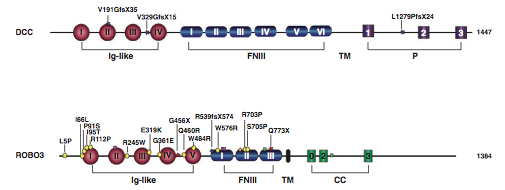 V191GfsX35
V329GfsX15
L1279PfsX24
DCC
I II III IV
I II III IV V VI
1 2 3
1447
Ig-like
FNIII
TM
P
I66L
P91S
I95T
R112P
L5P
R245W
E319K
G361E
G456X
Q460R
W484R
R539fsX574
W576R
R703P
S705P
Q773X
ROBO3
I II III IV V
I II III
0 2 3
1384
Ig-like
FNIII
TM
CC